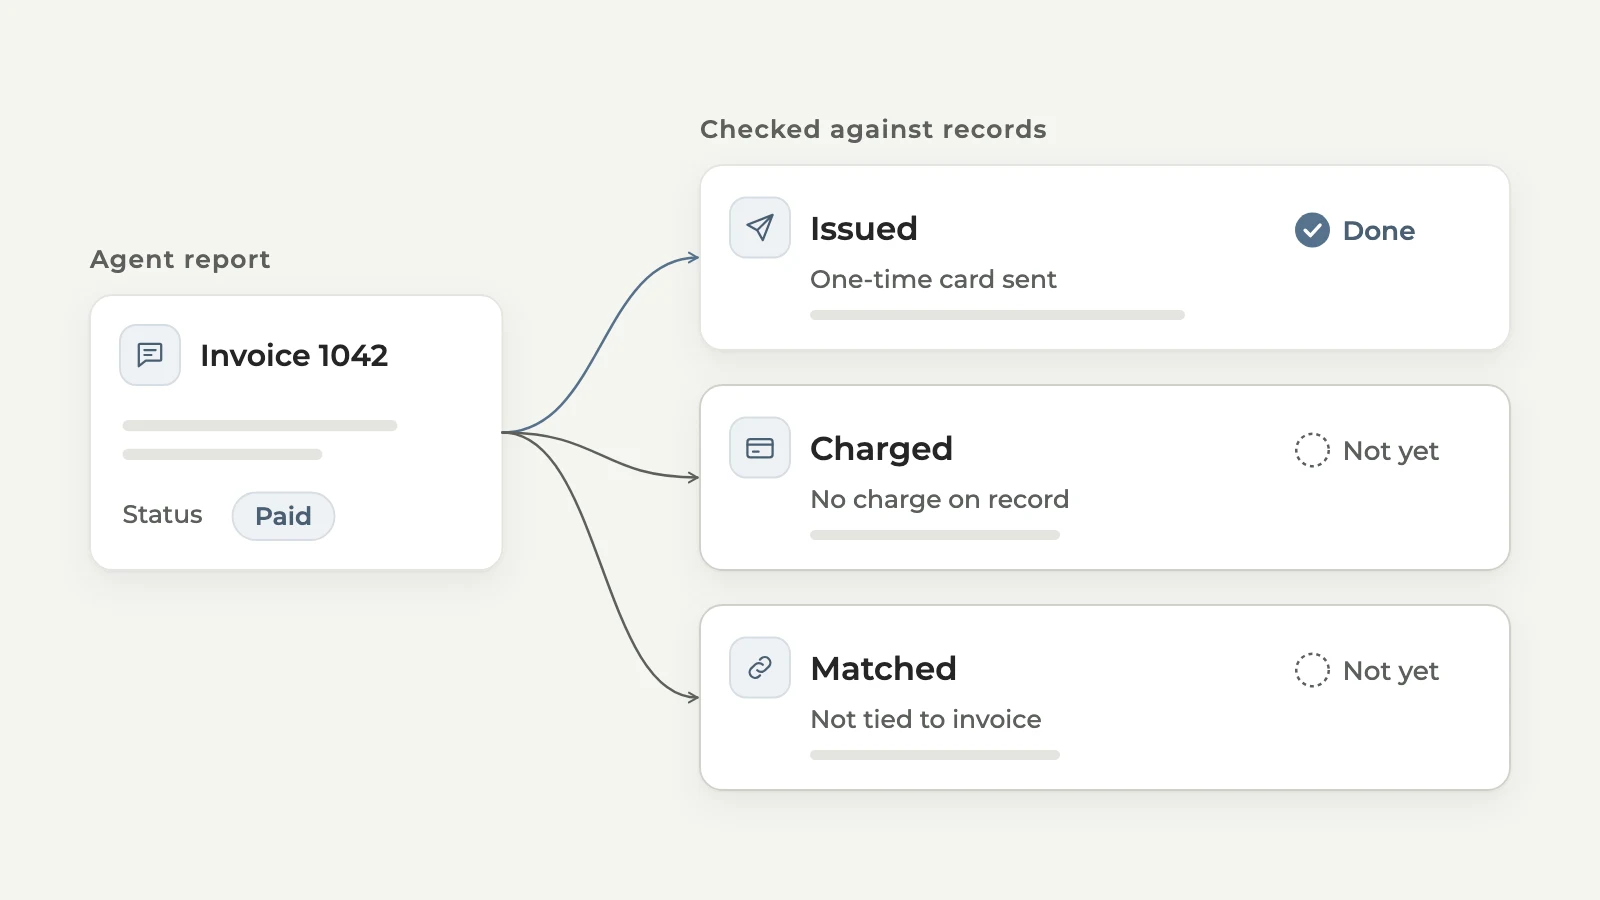 Agent report
Invoice 1042
Status
Paid
Checked against records
Issued
Done
One-time card sent
Charged
Not yet
No charge on record
Matched
Not yet
Not tied to invoice